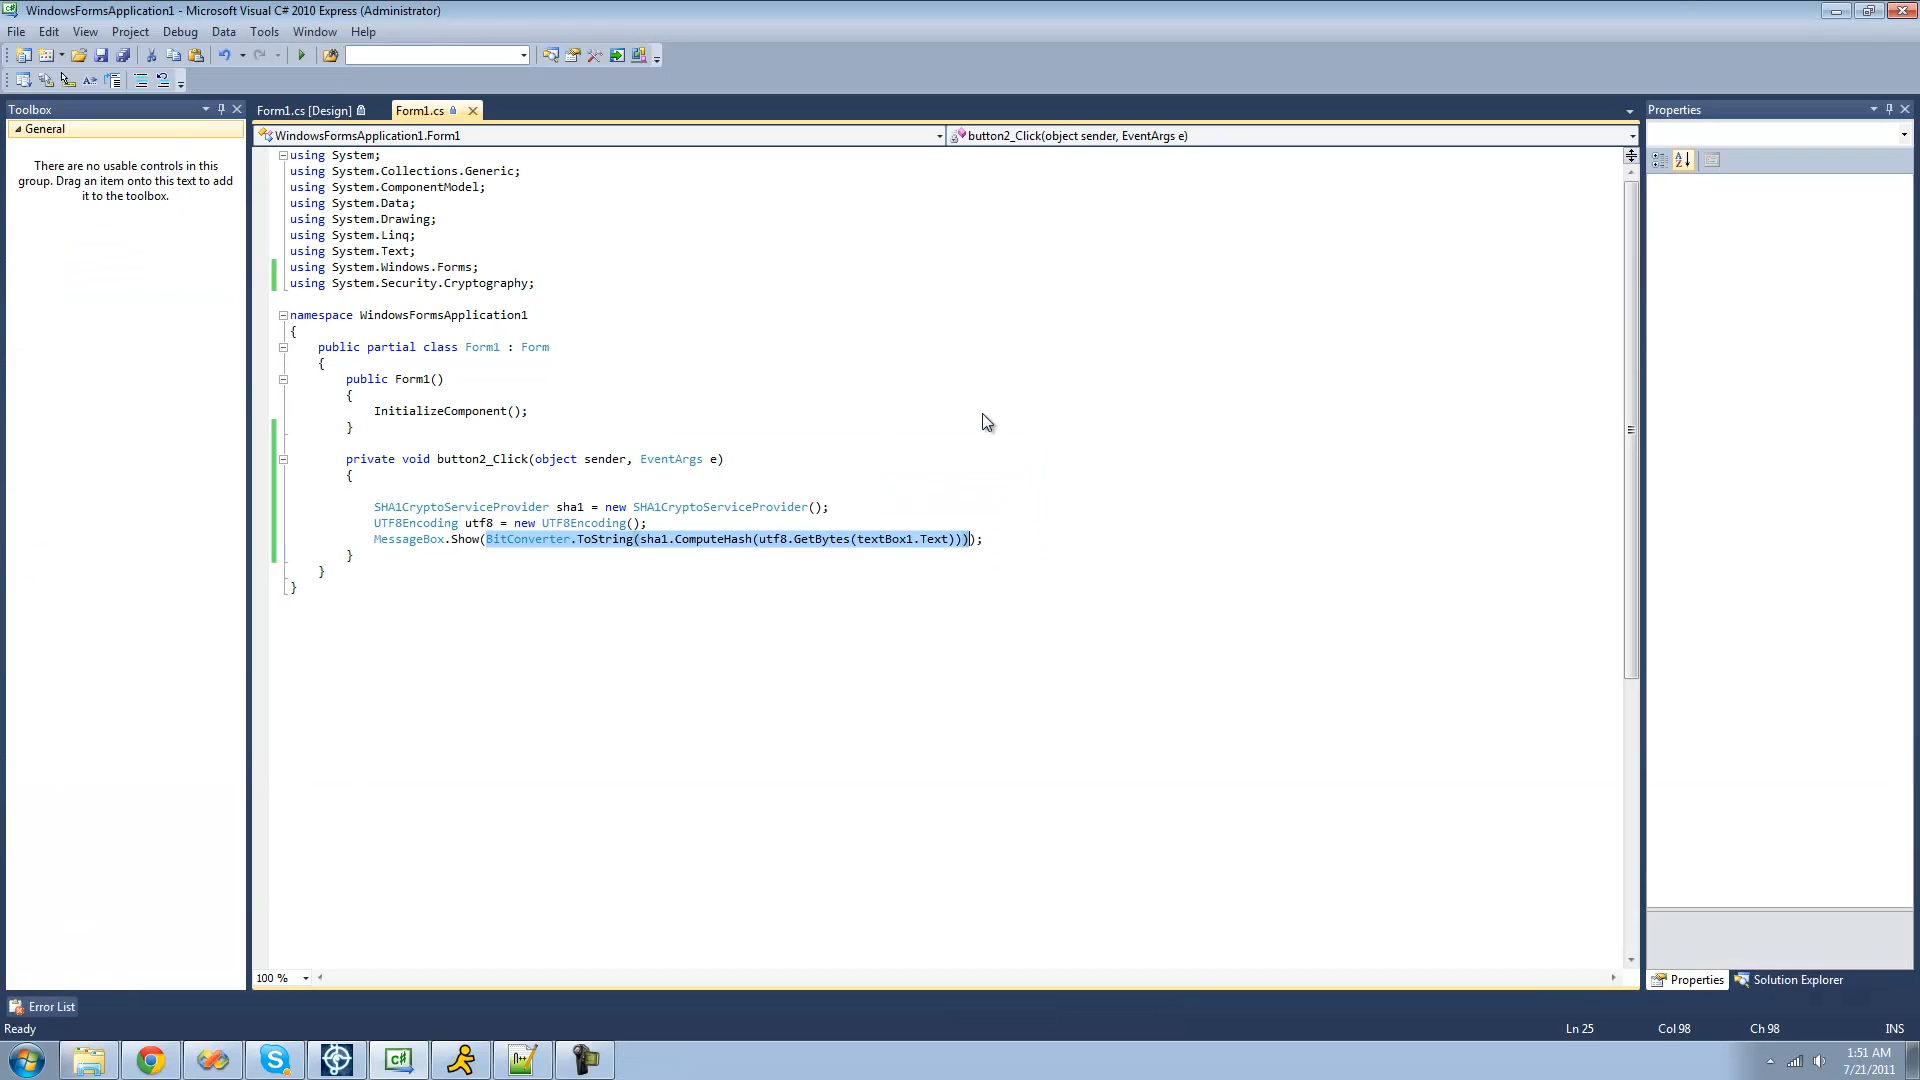 WindowsFormsApplication1 - Microsoft Visual C# 2010 Express (Administrator)
File Edit View Project Debug Data Tools Window Help
Toolbox
General
There are no usable controls in this
group. Drag an item onto this text to add
it to the toolbox.
Form1.cs [Design] Form1.cs
WindowsFormsApplication1.Form1 button2_Click(object sender, EventArgs e)
using System;
using System.Collections.Generic;
using System.ComponentModel;
using System.Data;
using System.Drawing;
using System.Linq;
using System.Text;
using System.Windows.Forms;
using System.Security.Cryptography;
namespace WindowsFormsApplication1
{
public partial class Form1 : Form
{
public Form1()
{
InitializeComponent();
}
private void button2_Click(object sender, EventArgs e)
{
SHA1CryptoServiceProvider sha1 = new SHA1CryptoServiceProvider();
UTF8Encoding utf8 = new UTF8Encoding();
MessageBox.Show(BitConverter.ToString(sha1.ComputeHash(utf8.GetBytes(textBox1.Text))));
}
}
}
100 %
Properties
Properties Solution Explorer
Error List
Ready Ln 25 Col 98 Ch 98 INS
1:51 AM
7/21/2011